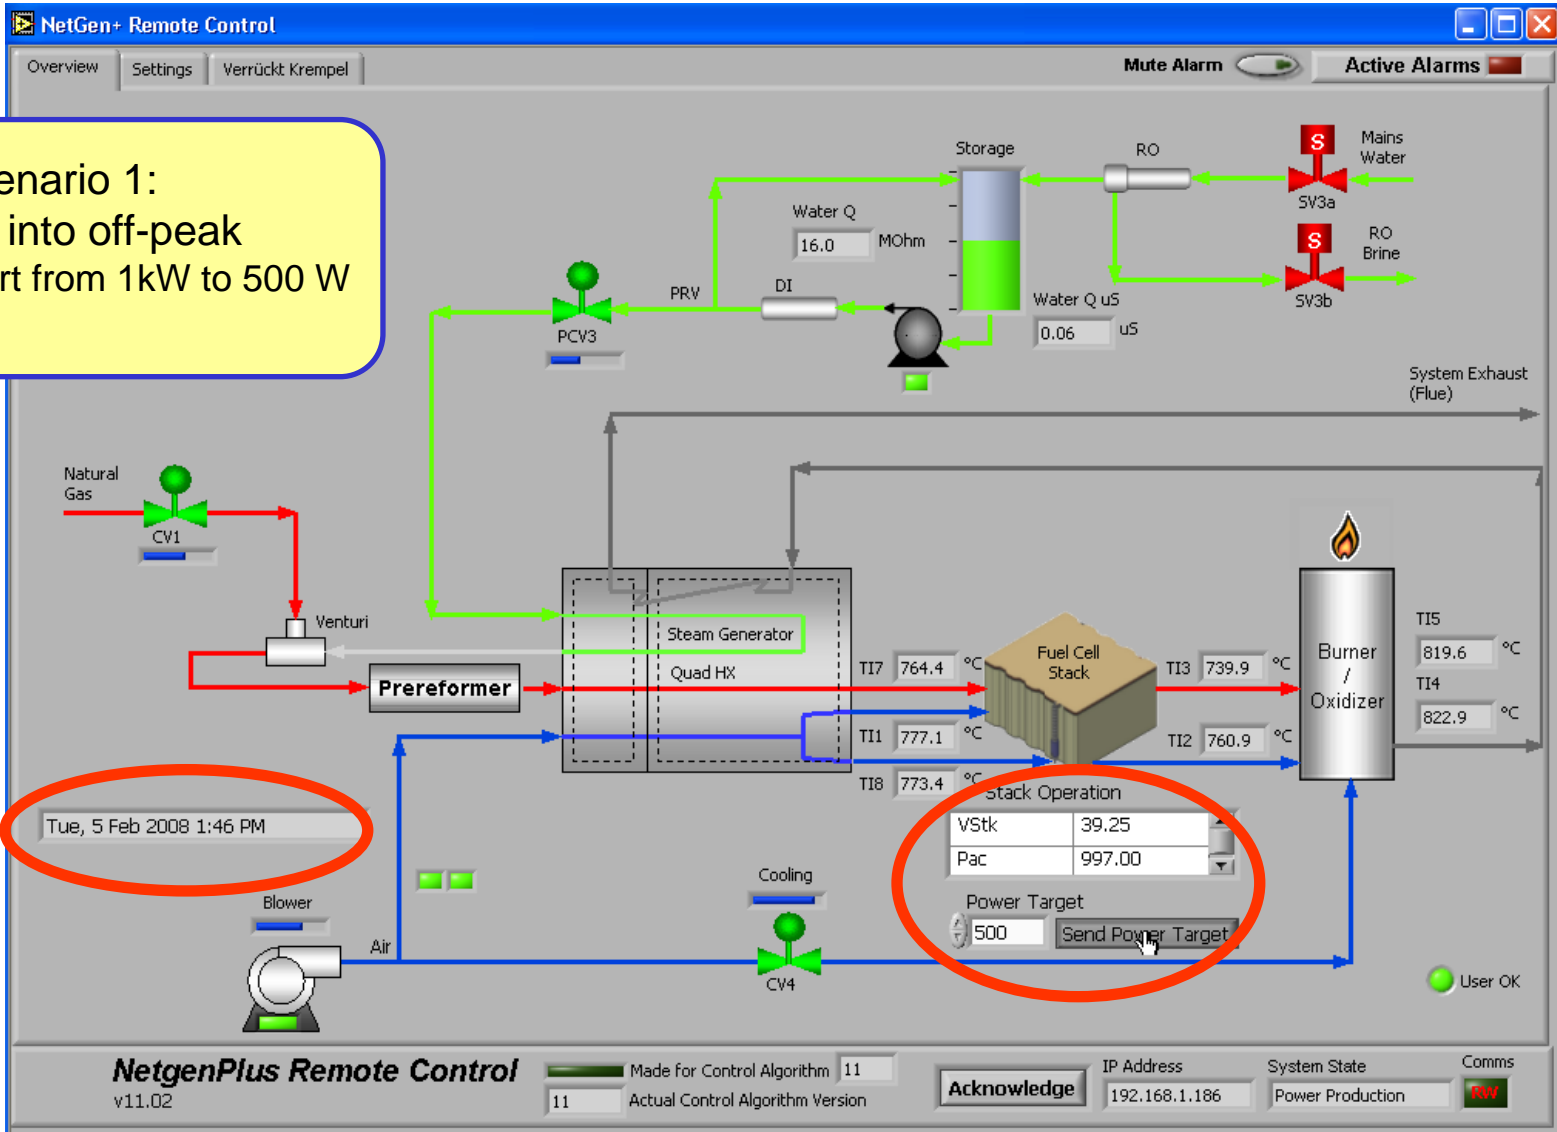 NetGen+ Remote Control
Overview
Settings
Verrückt Krempel
Mute Alarm
Active Alarms
enario 1:
into off-peak
rt from 1kW to 500 W
Storage
RO
S
Mains
Water
SV3a
S
RO
Brine
SV3b
Water Q
16.0
MOhm
PRV
DI
PCV3
Water Q uS
0.06
uS
System Exhaust
(Flue)
Natural
Gas
CV1
Venturi
Prereformer
Steam Generator
Quad HX
TI7
764.4
°C
TI1
777.1
°C
TI8
773.4
°C
Fuel Cell
Stack
TI3
739.9
°C
TI2
760.9
°C
Burner
/
Oxidizer
TI5
819.6
°C
TI4
822.9
°C
Tue, 5 Feb 2008 1:46 PM
Stack Operation
VStk
39.25
Pac
997.00
Power Target
500
Send Power Target
Blower
Air
Cooling
CV4
User OK
NetgenPlus Remote Control
v11.02
Made for Control Algorithm
11
11
Actual Control Algorithm Version
Acknowledge
IP Address
192.168.1.186
System State
Power Production
Comms
RW